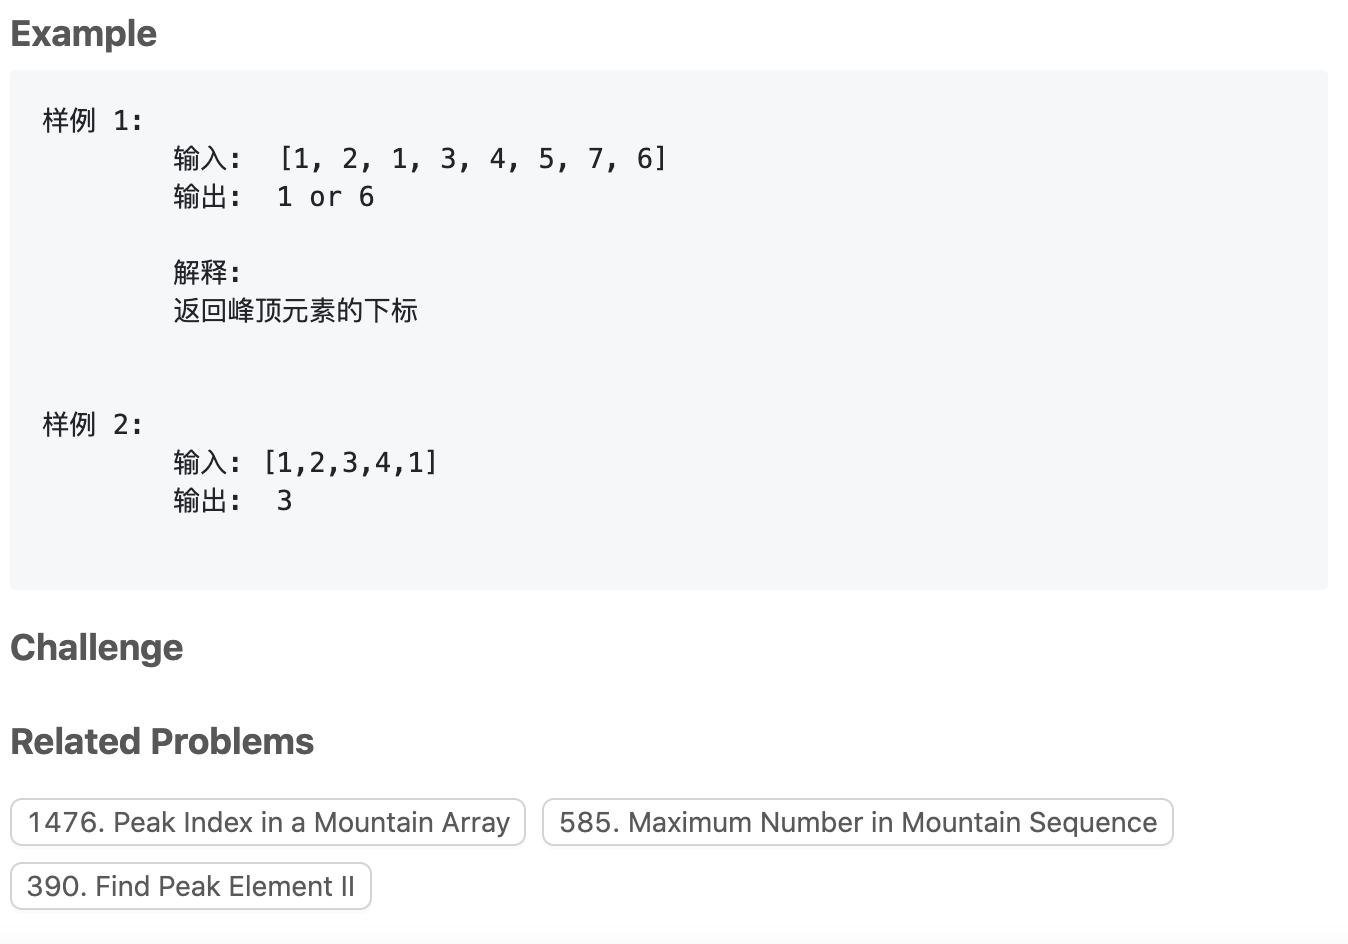 Example
样例 1:
输入: [1, 2, 1, 3, 4, 5, 7, 6]
输出: 1 or 6
解释:
返回峰顶元素的下标
样例 2:
输入: [1,2,3,4,1]
输出: 3
Challenge
Related Problems
1476. Peak Index in a Mountain Array 585. Maximum Number in Mountain Sequence
390. Find Peak Element II